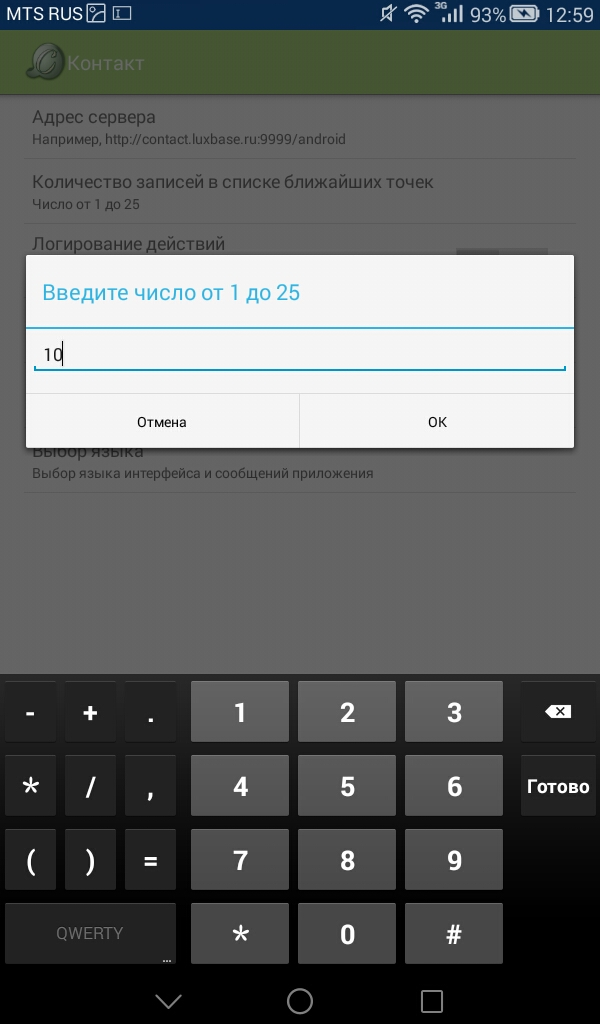 MTS RUS 3G 93% 12:59
Контакт
Адрес сервера
Например, http://contact.luxbase.ru:9999/android
Количество записей в списке ближайших точек
Число от 1 до 25
Логирование действий
Введите число от 1 до 25
10
Отмена OK
Выбор языка
Выбор языка интерфейса и сообщений приложения
- + . 1 2 3
* / , 4 5 6 Готово
( ) = 7 8 9
QWERTY ... * 0 #